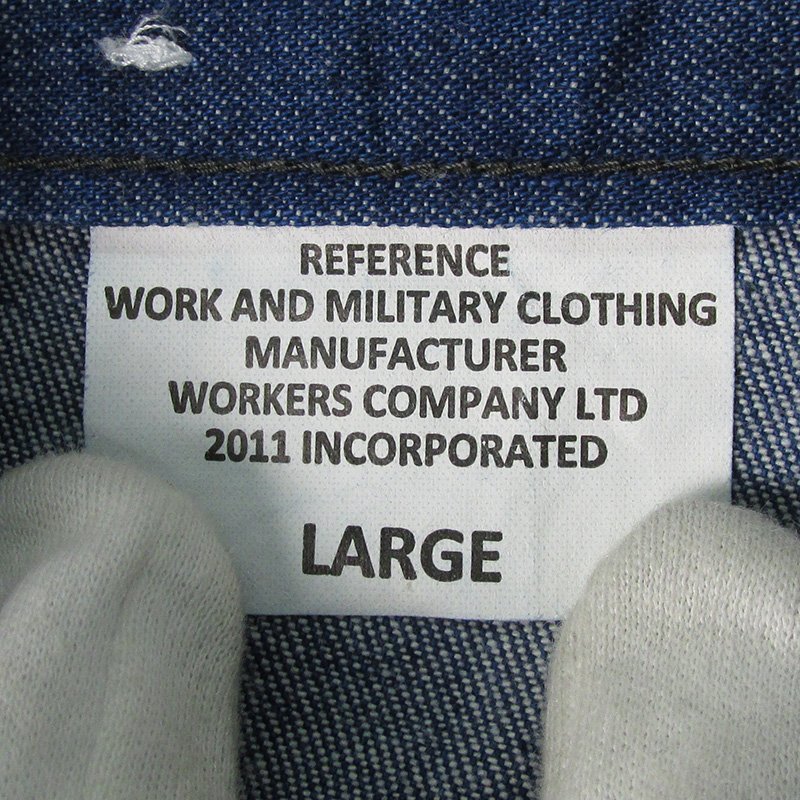 REFERENCE
WORK AND MILITARY CLOTHING
MANUFACTURER
WORKERS COMPANY LTD
2011 INCORPORATED
LARGE